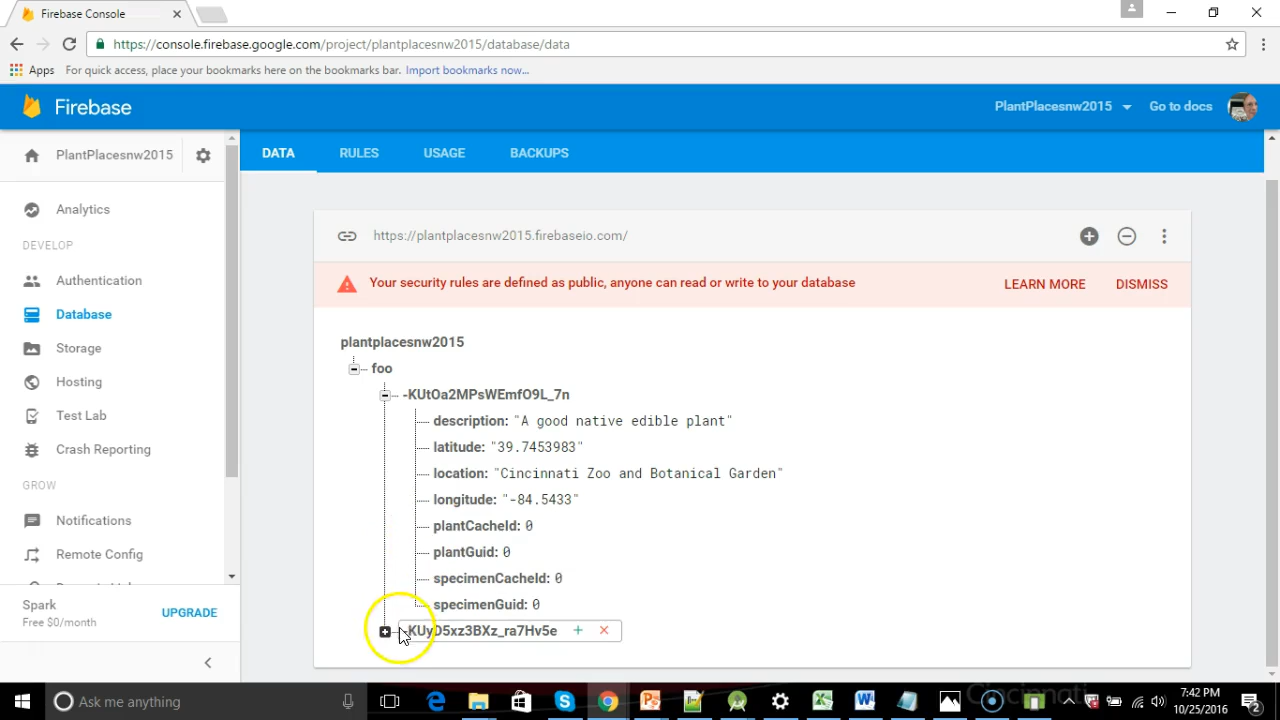 Firebase Console
https://console.firebase.google.com/project/plantplacesnw2015/database/data
Apps For quick access, place your bookmarks here on the bookmarks bar. Import bookmarks now...
Firebase
PlantPlacesnw2015
Go to docs
PlantPlacesnw2015
DATA RULES USAGE BACKUPS
Analytics
DEVELOP
Authentication
Database
Storage
Hosting
Test Lab
Crash Reporting
GROW
Notifications
Remote Config
Spark
Free $0/month
UPGRADE
https://plantplacesnw2015.firebaseio.com/
Your security rules are defined as public, anyone can read or write to your database
LEARN MORE DISMISS
plantplacesnw2015
foo
-KUtOa2MPsWEmfO9L_7n
description: "A good native edible plant"
latitude: "39.7453983"
location: "Cincinnati Zoo and Botanical Garden"
longitude: "-84.5433"
plantCacheId: 0
plantGuid: 0
specimenCacheId: 0
specimenGuid: 0
-KUyD5xz3BXz_ra7Hv5e
Ask me anything
Cincinnati
7:42 PM
10/25/2016
2